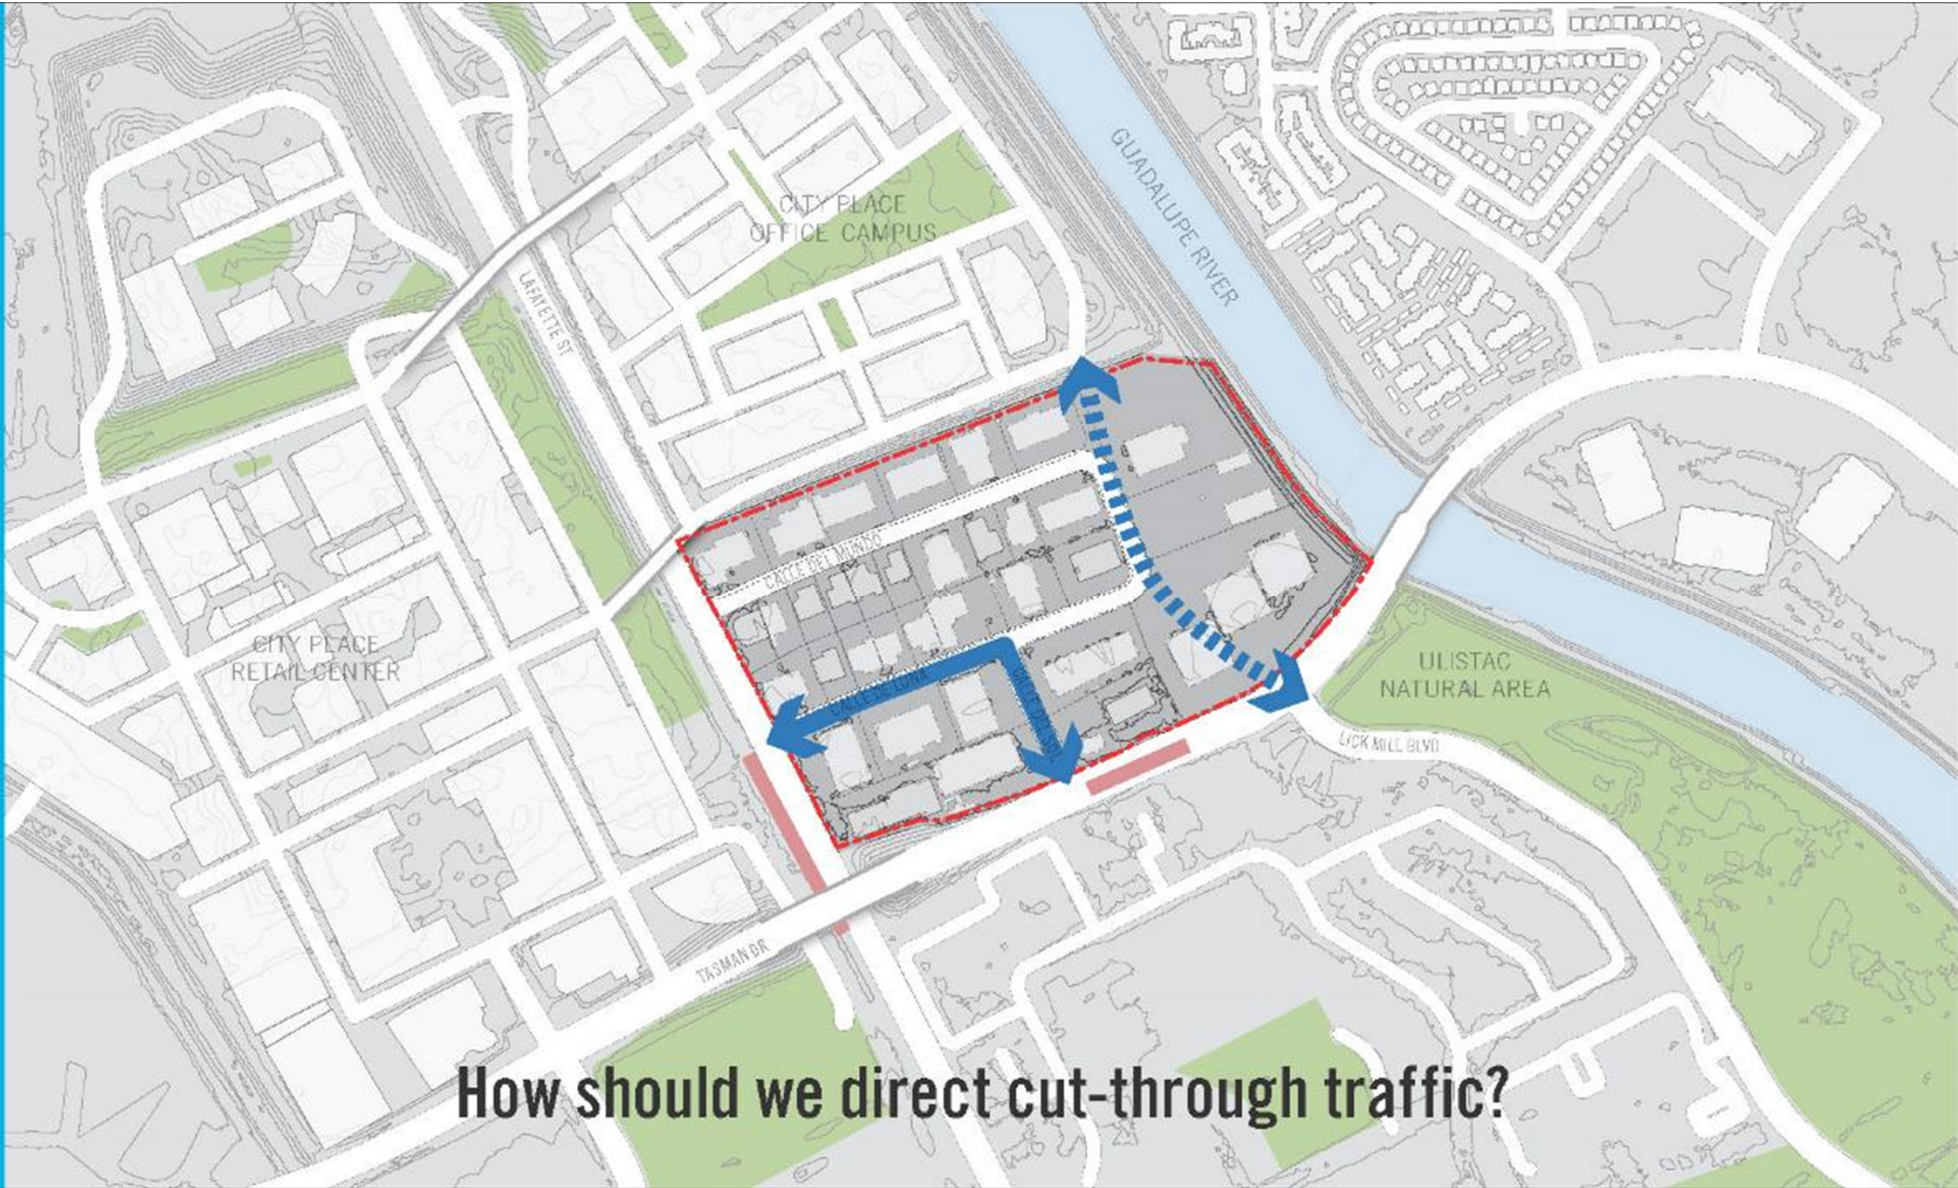 GUADALUPE RIVER
CITY PLACE
OFFICE CAMPUS
LAFAYETTE ST
CALLE DEL MUNDO
CITY PLACE
RETAIL CENTER
CALLE DE LUNA
ULISTAC
NATURAL AREA
LICK MILL BLVD
TASMAN DR
How should we direct cut-through traffic?